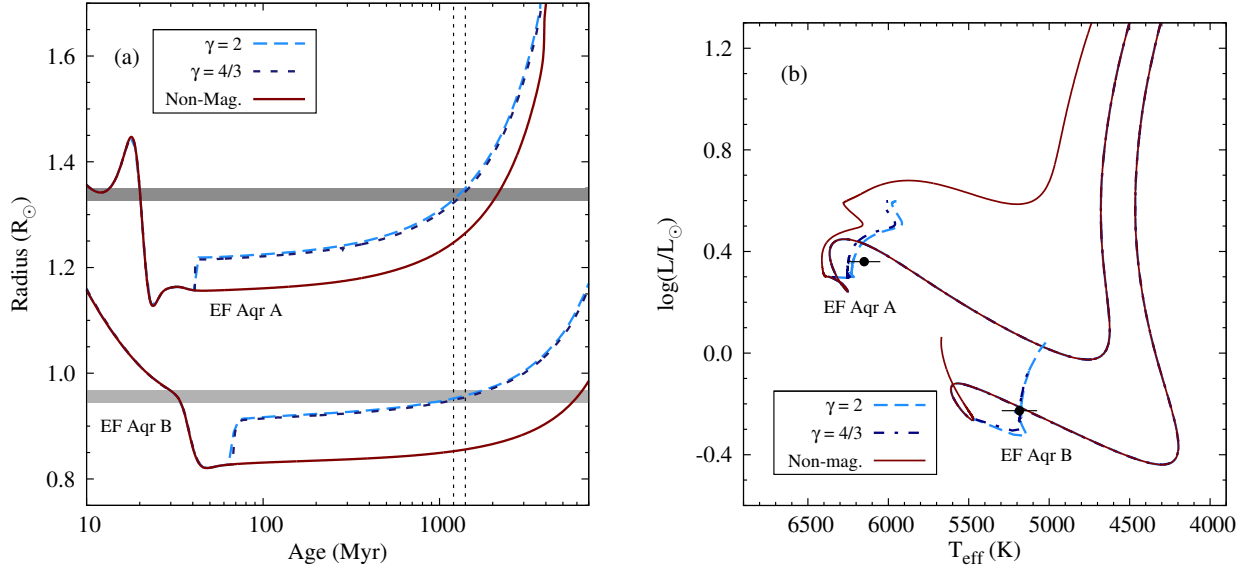 (a)
γ = 2
γ = 4/3
Non-Mag.
EF Aqr A
EF Aqr B
Radius (R⊙)
1.6
1.4
1.2
1.0
0.8
10
100
1000
Age (Myr)
(b)
EF Aqr A
EF Aqr B
γ = 2
γ = 4/3
Non-mag.
log(L/L⊙)
1.2
0.8
0.4
0.0
-0.4
6500
6000
5500
5000
4500
4000
T_eff (K)